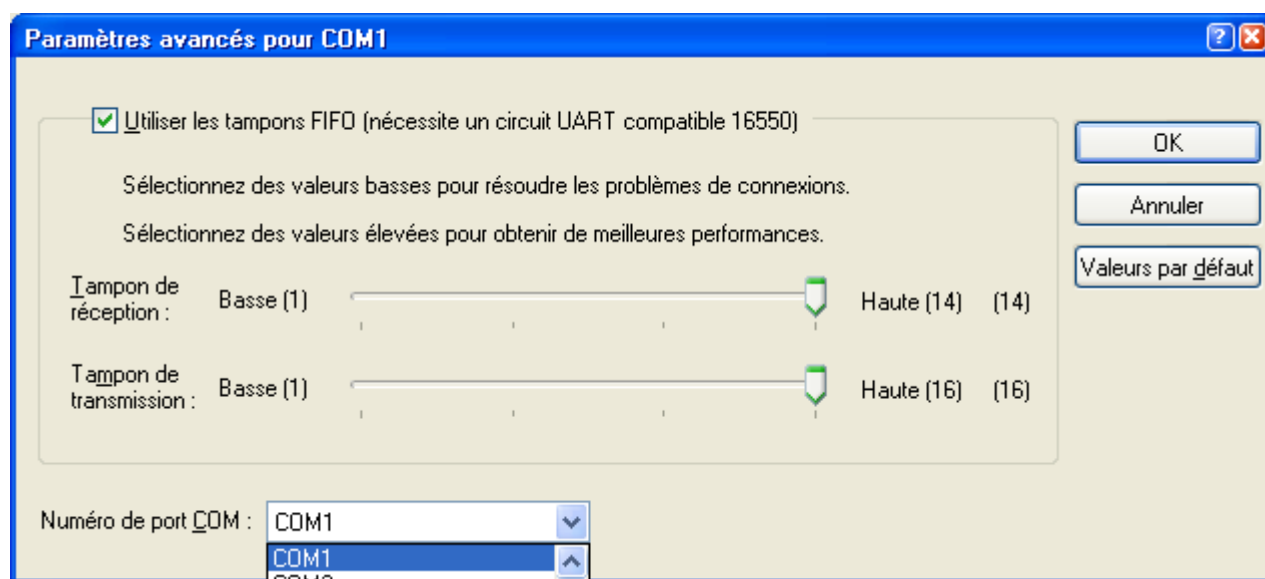 Paramètres avancés pour COM1
Utiliser les tampons FIFO (nécessite un circuit UART compatible 16550)
OK
Sélectionnez des valeurs basses pour résoudre les problèmes de connexions.
Annuler
Sélectionnez des valeurs élevées pour obtenir de meilleures performances.
Valeurs par défaut
Tampon de
réception :
Basse (1)
Haute (14)
(14)
Tampon de
transmission :
Basse (1)
Haute (16)
(16)
Numéro de port COM :
COM1
COM1